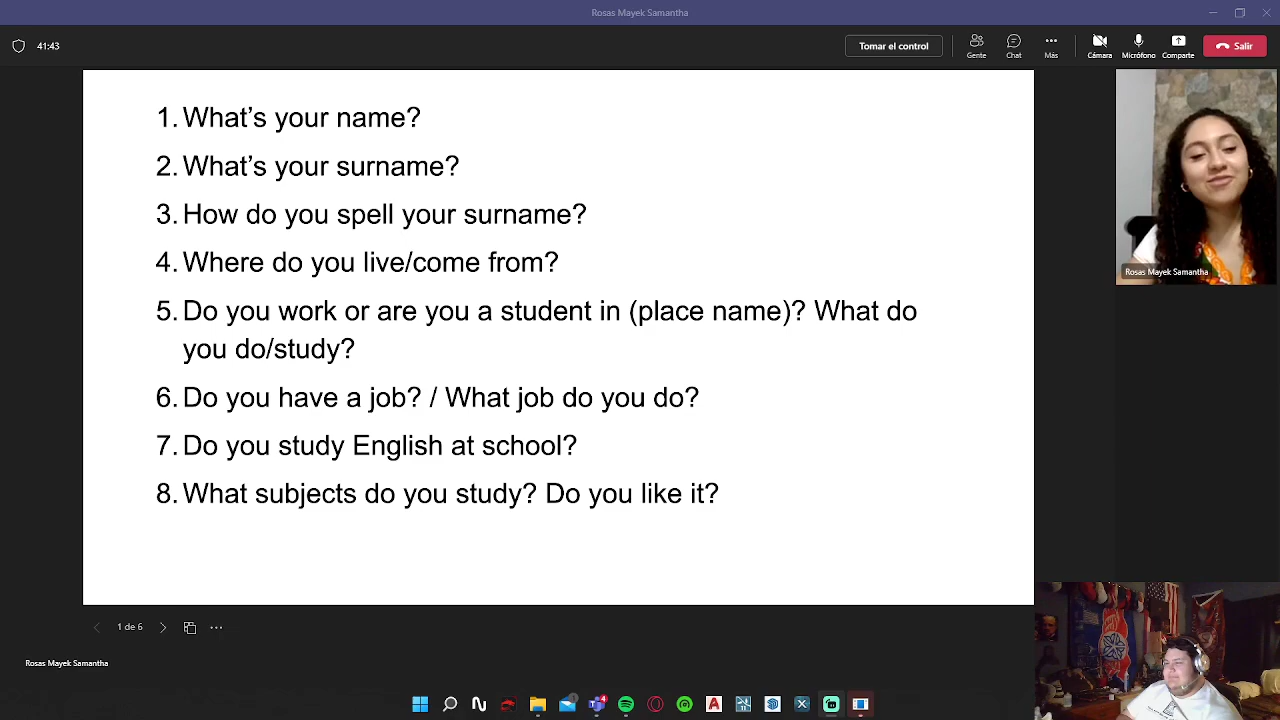 Rosas Mayek Samantha
41:43
Tomar el control
Gente
Chat
Más
Cámara
Micrófono
Comparte
Salir
1. What's your name?
2. What's your surname?
3. How do you spell your surname?
4. Where do you live/come from?
5. Do you work or are you a student in (place name)? What do
you do/study?
6. Do you have a job? / What job do you do?
7. Do you study English at school?
8. What subjects do you study? Do you like it?
Rosas Mayek Samantha
1 de 6
Rosas Mayek Samantha